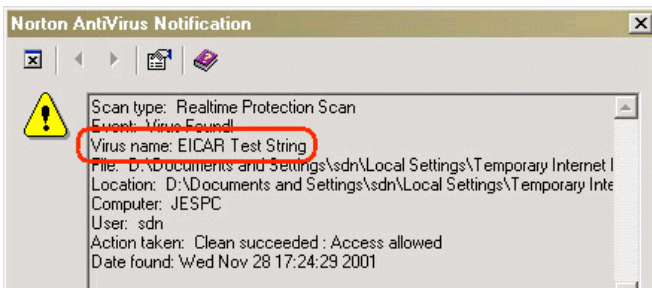 Norton AntiVirus Notification
Scan type: Realtime Protection Scan
Event: Virus Found!
Virus name: EICAR Test String
File: D:\Documents and Settings\sdn\Local Settings\Temporary Internet
Location: D:\Documents and Settings\sdn\Local Settings\Temporary Inte
Computer: JESPC
User: sdn
Action taken: Clean succeeded : Access allowed
Date found: Wed Nov 28 17:24:29 2001